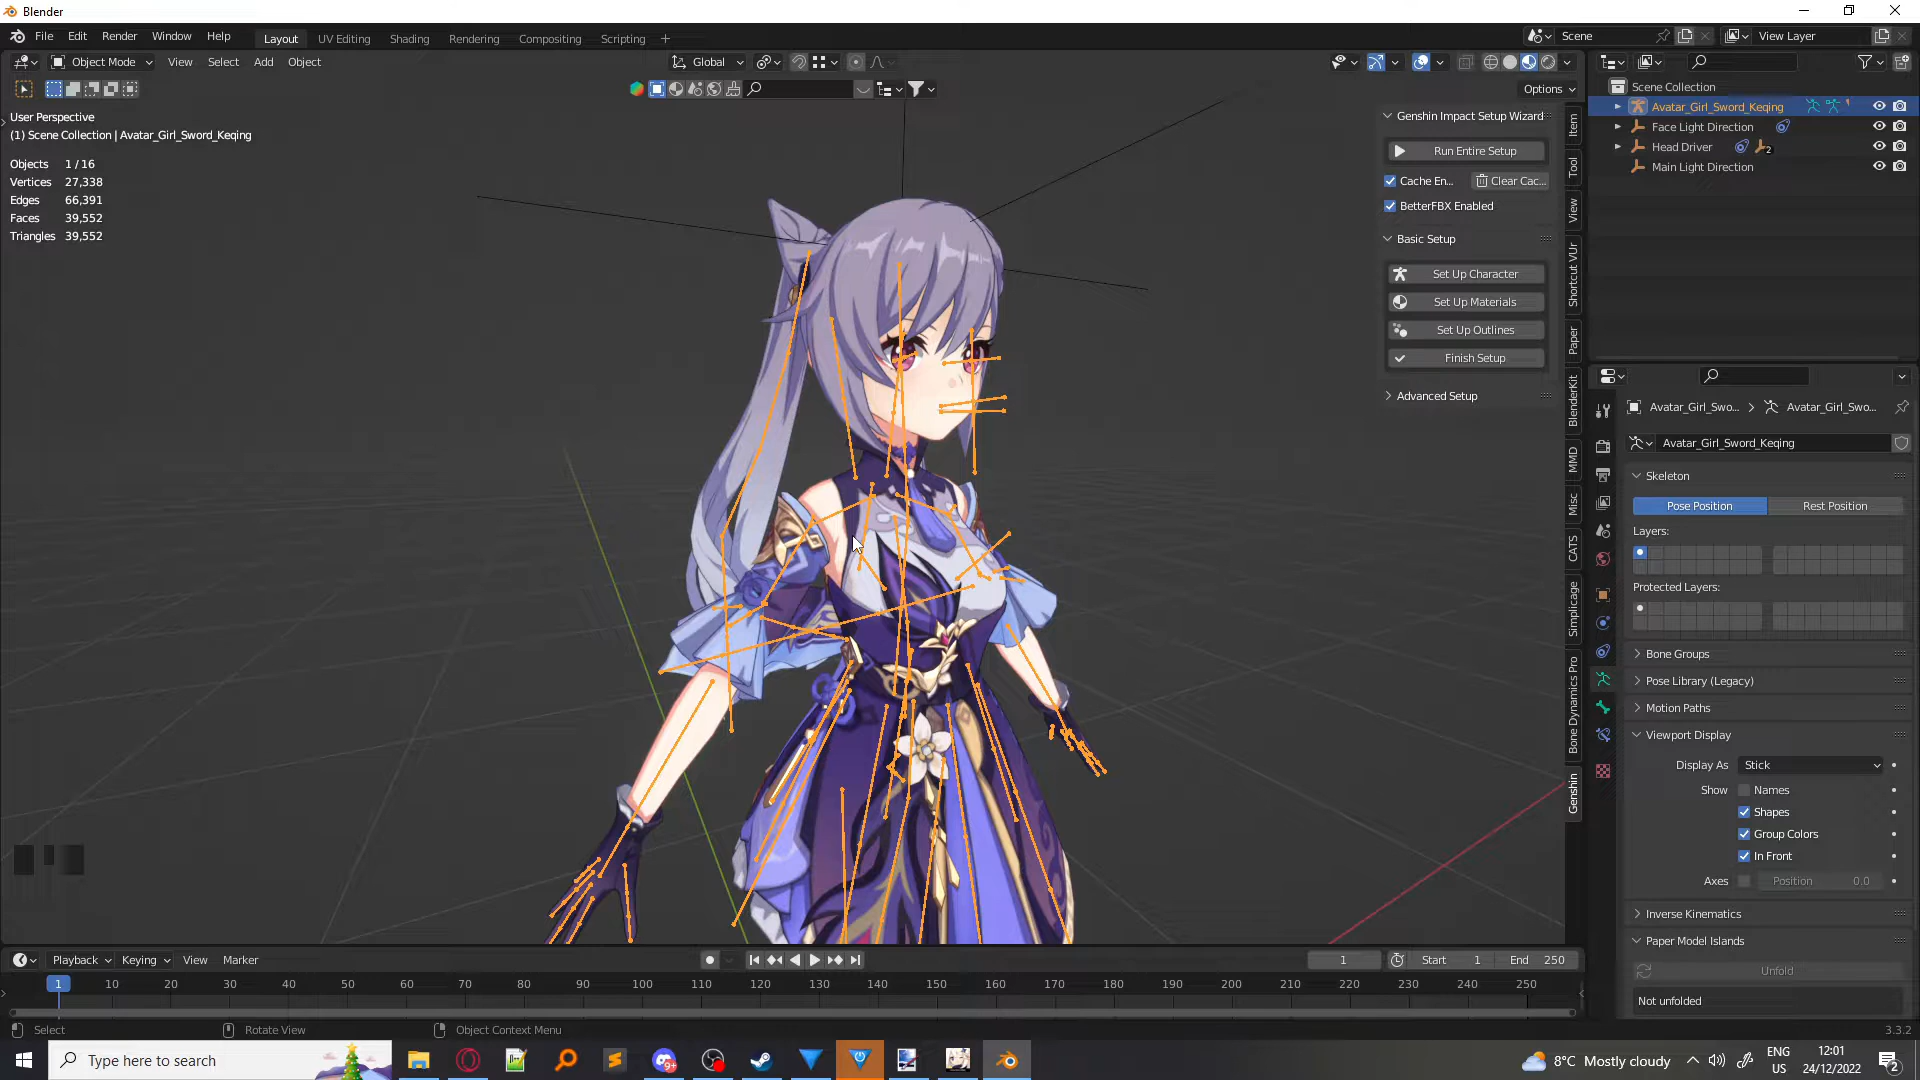 Blender
File Edit Render Window Help Layout UV Editing Shading Rendering Compositing Scripting +
Scene
View Layer
Object Mode View Select Add Object
Global
Options
User Perspective
(1) Scene Collection | Avatar_Girl_Sword_Keqing
Objects 1 / 16
Vertices 27,338
Edges 66,391
Faces 39,552
Triangles 39,552
Genshin Impact Setup Wizard
Run Entire Setup
Cache En...
Clear Cac...
BetterFBX Enabled
Basic Setup
Set Up Character
Set Up Materials
Set Up Outlines
Finish Setup
Advanced Setup
Item
Tool
View
Shortcut VUr
Paper
BlenderKit
MMD
Misc
CATS
Simplicage
Bone Dynamics Pro
Genshin
Scene Collection
Avatar_Girl_Sword_Keqing
Face Light Direction
Head Driver
2
Main Light Direction
Avatar_Girl_Swo... > Avatar_Girl_Swo...
Avatar_Girl_Sword_Keqing
Skeleton
Pose Position Rest Position
Layers:
Protected Layers:
Bone Groups
Pose Library (Legacy)
Motion Paths
Viewport Display
Display As Stick
Show Names
Shapes
Group Colors
In Front
Axes Position 0.0
Inverse Kinematics
Paper Model Islands
Unfold
Not unfolded
Playback Keying View Marker
1 Start 1 End 250
1 10 20 30 40 50 60 70 80 90 100 110 120 130 140 150 160 170 180 190 200 210 220 230 240 250
Select Rotate View Object Context Menu
3.3.2
Type here to search
9+
8°C Mostly cloudy
ENG
US
12:01
24/12/2022
2